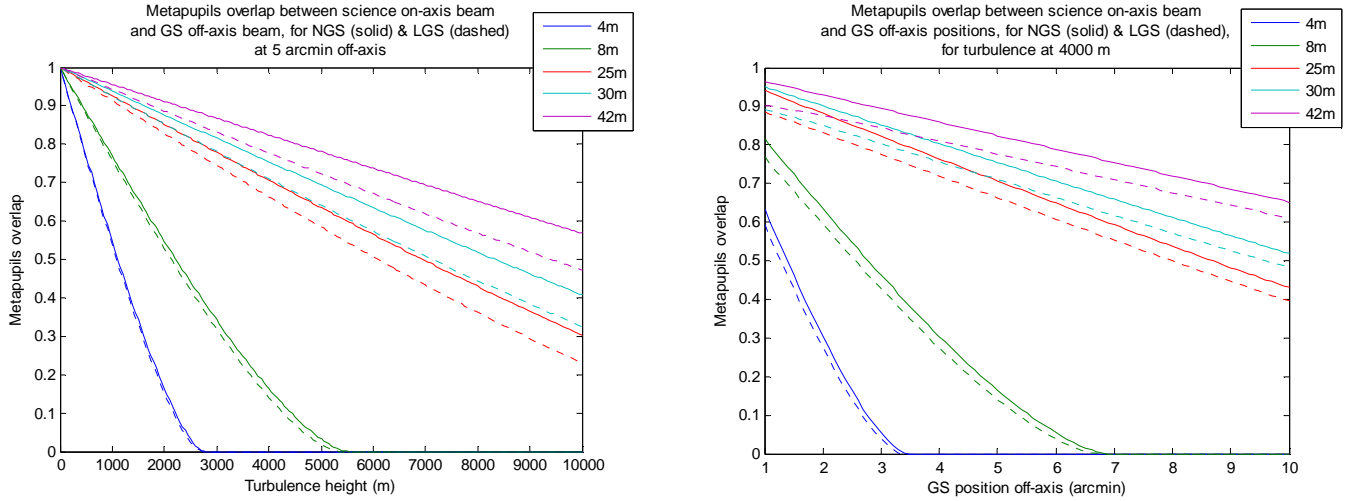 Metapupils overlap between science on-axis beam
and GS off-axis beam, for NGS (solid) & LGS (dashed)
at 5 arcmin off-axis
4m
8m
25m
30m
42m
1
0.9
0.8
0.7
0.6
0.5
0.4
0.3
0.2
0.1
0
Metapupils overlap
0 1000 2000 3000 4000 5000 6000 7000 8000 9000 10000
Turbulence height (m)
Metapupils overlap between science on-axis beam
and GS off-axis positions, for NGS (solid) & LGS (dashed),
for turbulence at 4000 m
4m
8m
25m
30m
42m
1
0.9
0.8
0.7
0.6
0.5
0.4
0.3
0.2
0.1
0
Metapupils overlap
1 2 3 4 5 6 7 8 9 10
GS position off-axis (arcmin)